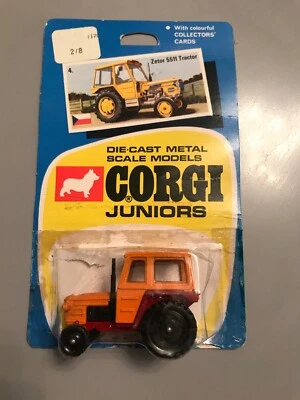 2/8
• With colourful
COLLECTORS'
CARDS
4. Zetor 5511 Tractor
DIE-CAST METAL
SCALE MODELS
CORGI
JUNIORS